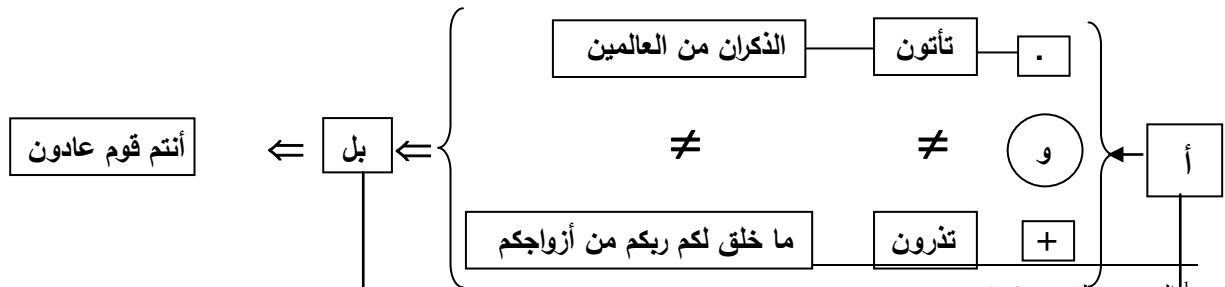 . تأتون الذكران من العالمين
أ و ≠ ≠ ⇐ بل ⇐ أنتم قوم عادون
+ تذرون ما خلق لكم ربكم من أزواجكم